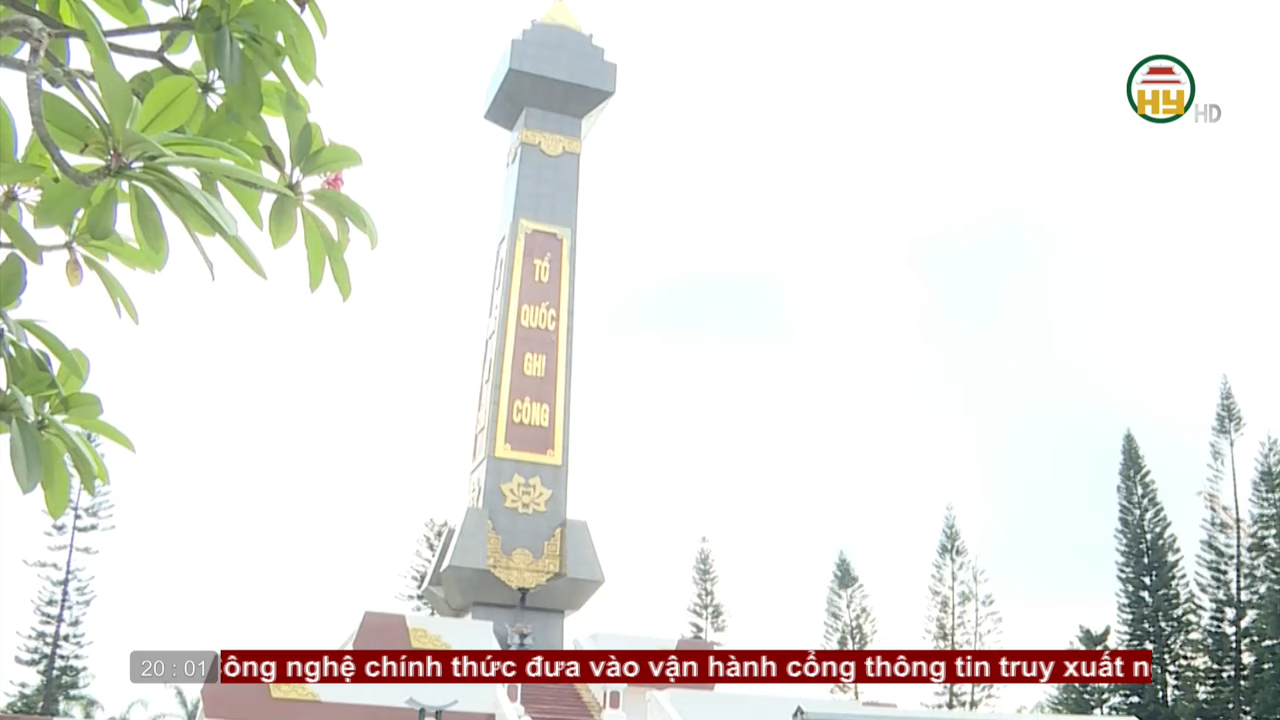 HY HD
TỔ
QUỐC
GHI
CÔNG
20 : 01
ông nghệ chính thức đưa vào vận hành cổng thông tin truy xuất n